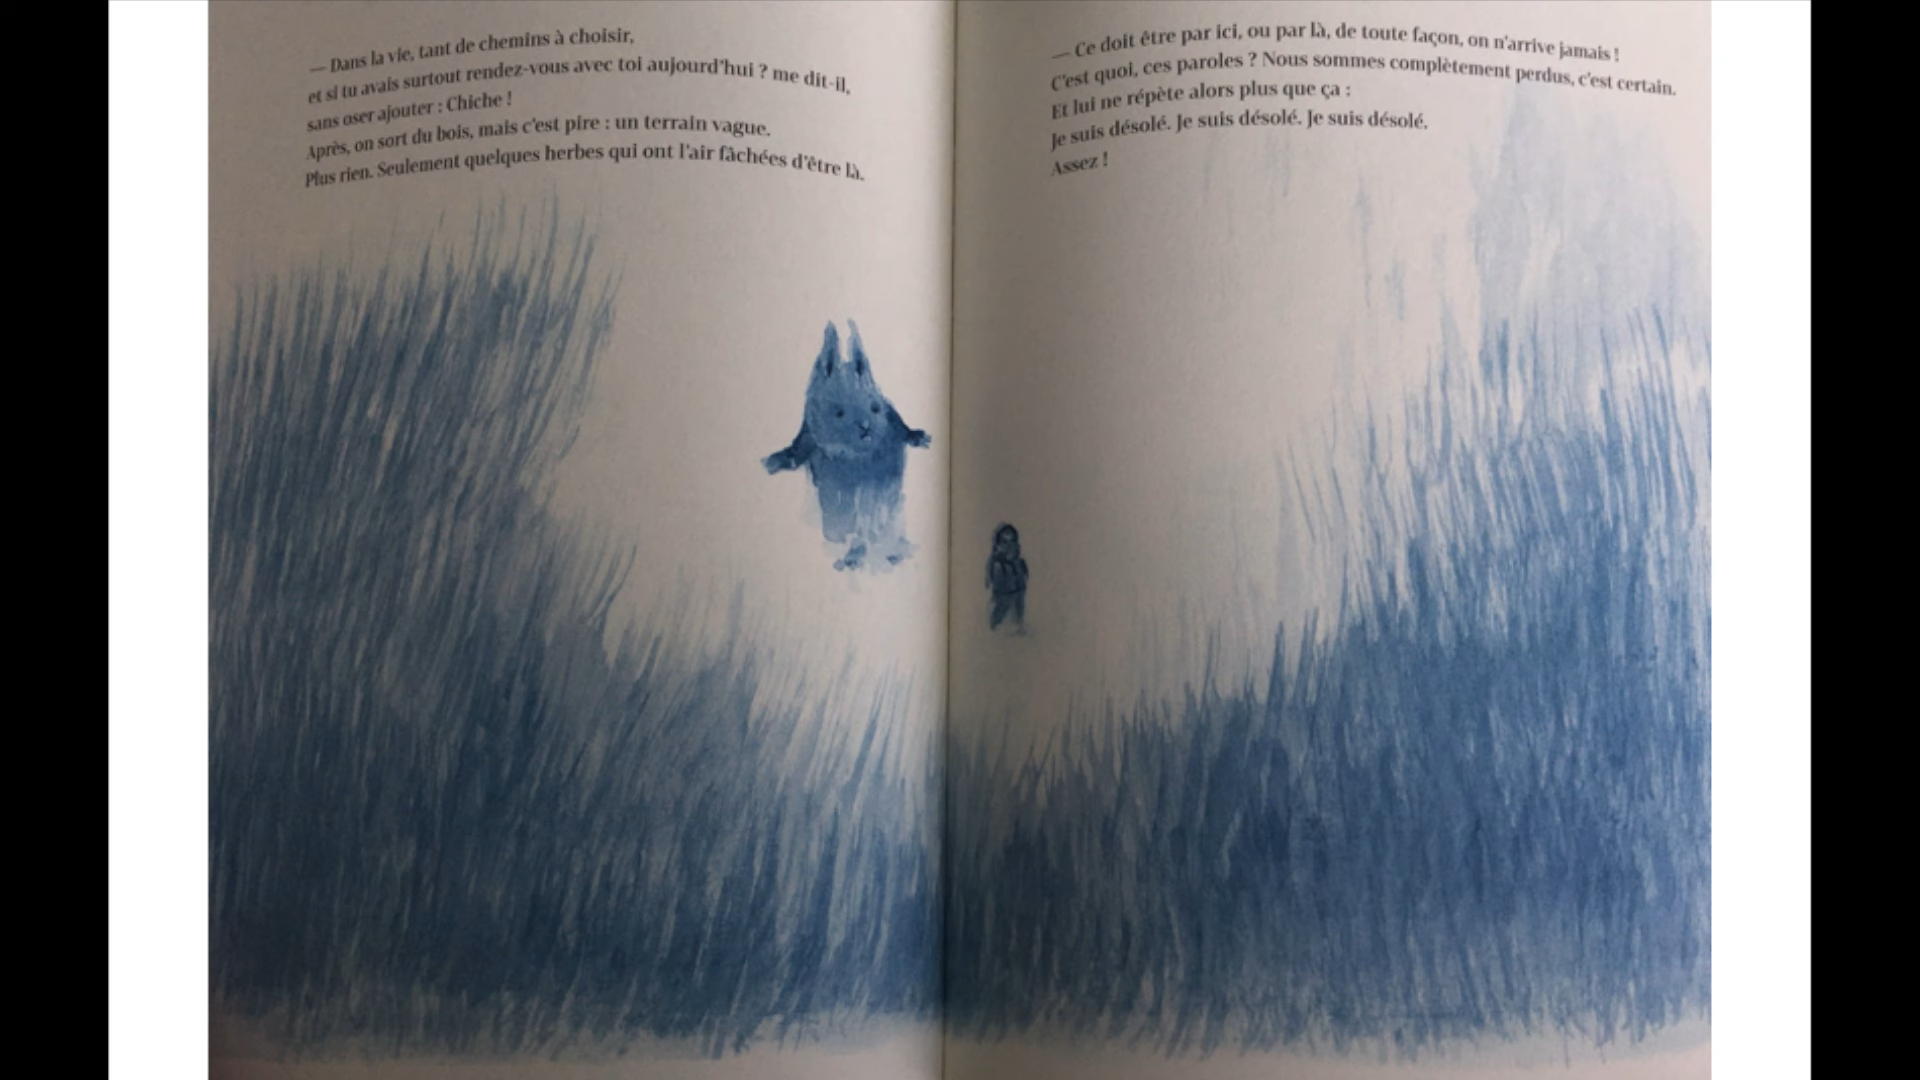 — Dans la vie, tant de chemins à choisir,
et si tu avais surtout rendez-vous avec toi aujourd'hui ? me dit-il,
sans oser ajouter : Chiche !
Après, on sort du bois, mais c'est pire : un terrain vague.
Plus rien. Seulement quelques herbes qui ont l'air fâchées d'être là.
— Ce doit être par ici, ou par là, de toute façon, on n'arrive jamais !
C'est quoi, ces paroles ? Nous sommes complètement perdus, c'est certain.
Et lui ne répète alors plus que ça :
Je suis désolé. Je suis désolé. Je suis désolé.
Assez !